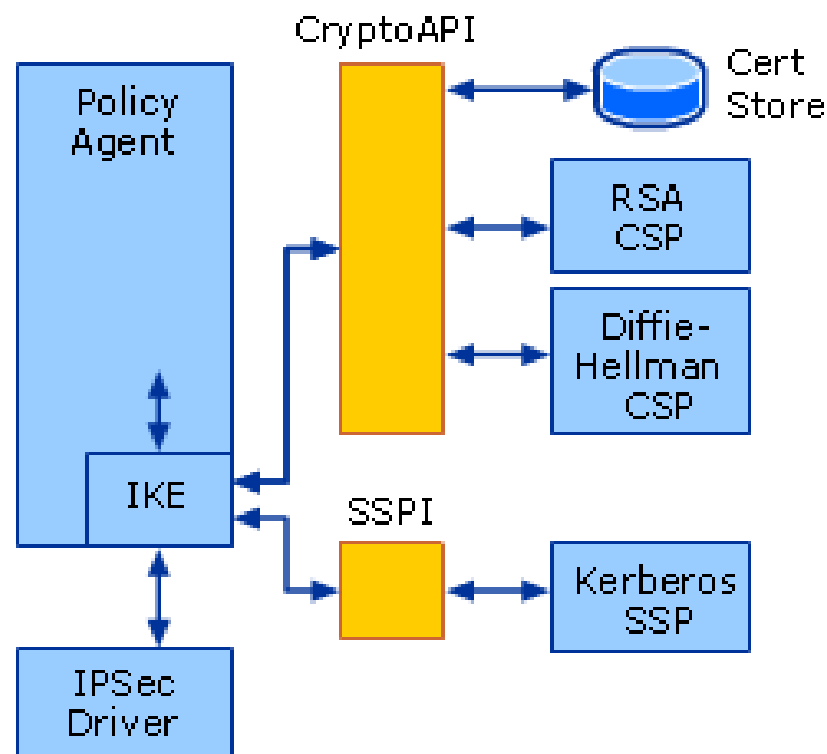 CryptoAPI
Policy
Agent
Cert
Store
RSA
CSP
Diffie-
Hellman
CSP
IKE
SSPI
Kerberos
SSP
IPSec
Driver